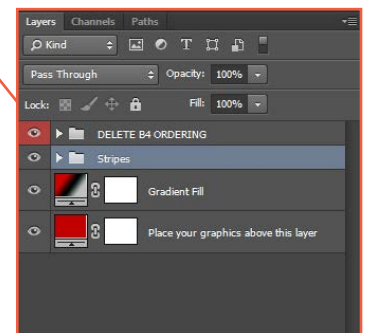 Layers Channels Paths
Kind
Pass Through Opacity: 100%
Lock: Fill: 100%
DELETE B4 ORDERING
Stripes
Gradient Fill
Place your graphics above this layer